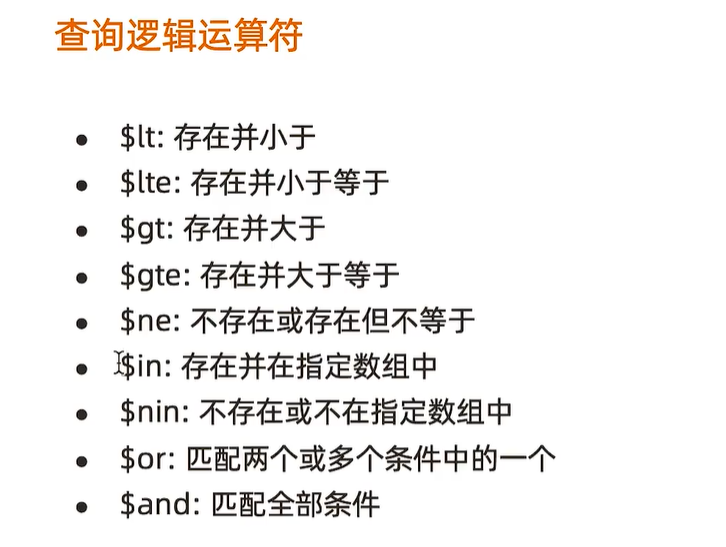 查询逻辑运算符
● $lt: 存在并小于
● $lte: 存在并小于等于
● $gt: 存在并大于
● $gte: 存在并大于等于
● $ne: 不存在或存在但不等于
● $in: 存在并在指定数组中
● $nin: 不存在或不在指定数组中
● $or: 匹配两个或多个条件中的一个
● $and: 匹配全部条件